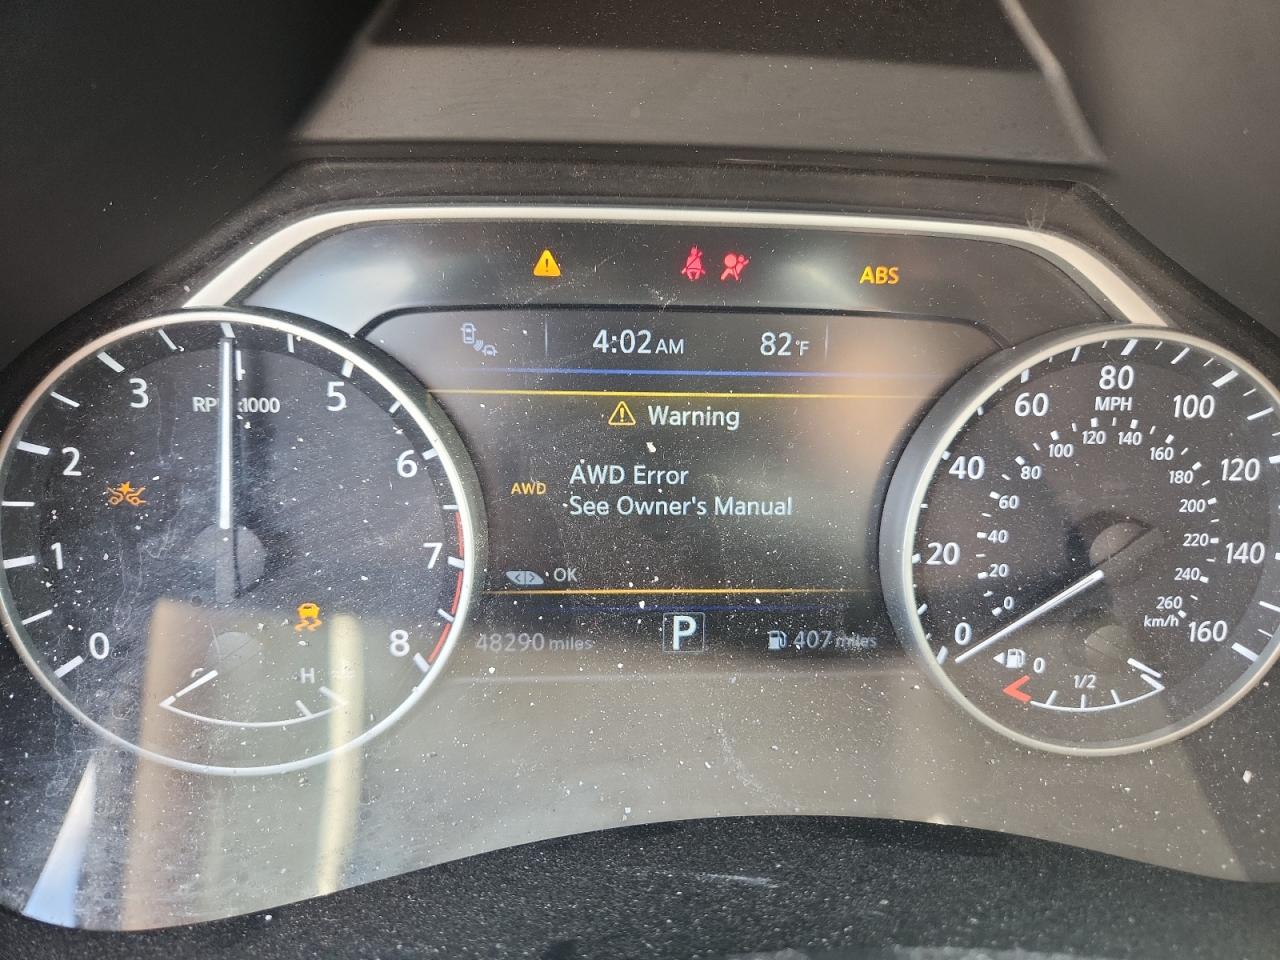 ABS
4:02 AM 82°F
Warning
AWD AWD Error
See Owner's Manual
OK
48290 miles P 407 miles
0 1 2 3 4 5 6 7 8
x1000
H
0 20 40 60 80 100 120 140 160
MPH
0 20 40 60 80 100 120 140 160 180 200 220 240 260
km/h
0 1/2